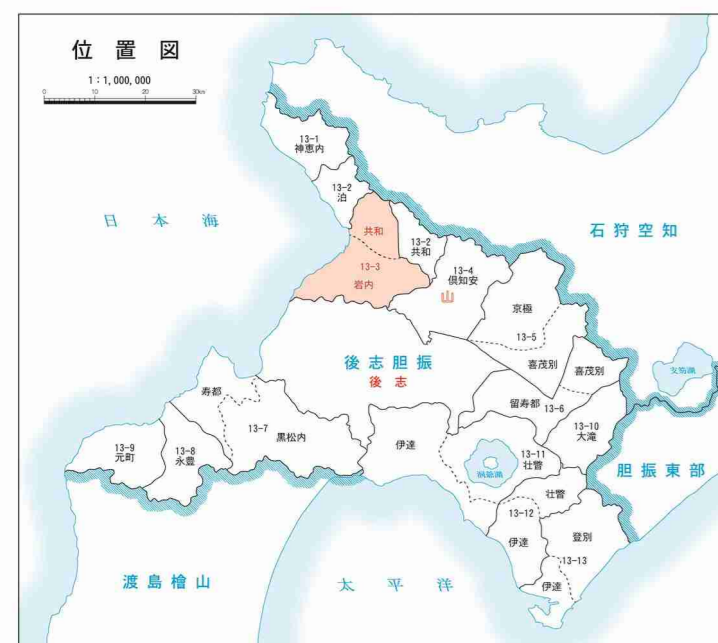 位置図
1:1,000,000
0 10 20 30km
13-1
神恵内
13-2
泊
日本海
共和
13-2
共和
石狩空知
13-3
岩内
13-4
倶知安
山
京極
13-5
後志胆振
後志
喜茂別
喜茂別
支笏湖
寿都
留寿都
13-6
13-7
黒松内
伊達
13-10
大滝
13-9
元町
13-8
永豊
13-11
壮瞥
洞爺湖
胆振東部
壮瞥
13-12
伊達
登別
13-13
伊達
渡島檜山
太平洋